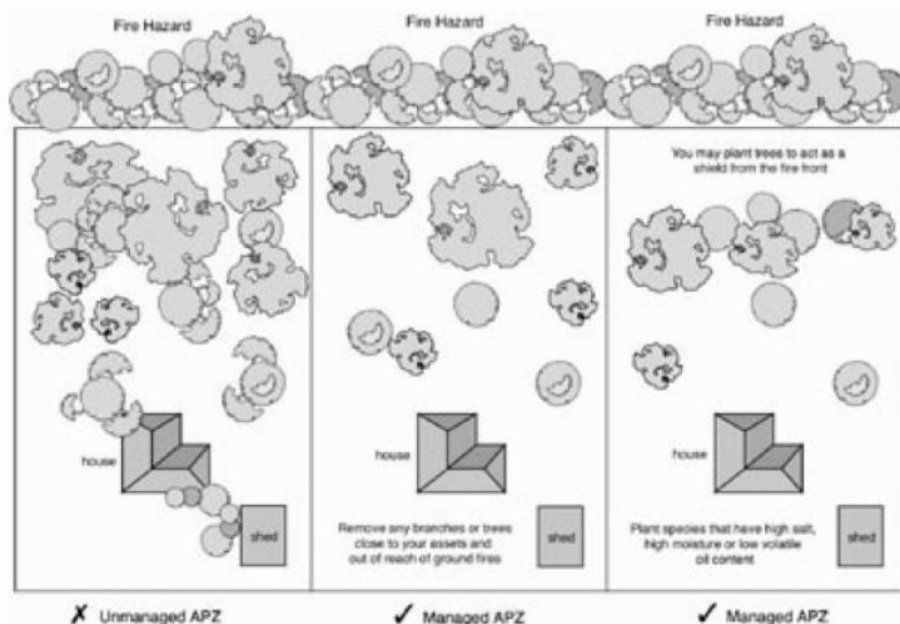 Fire Hazard
Fire Hazard
Fire Hazard
You may plant trees to act as a
shield from the fire front
house
shed
house
Remove any branches or trees
close to your assets and
out of reach of ground fires
shed
house
Plant species that have high salt,
high moisture or low volatile
oil content
shed
✗ Unmanaged APZ
✓ Managed APZ
✓ Managed APZ